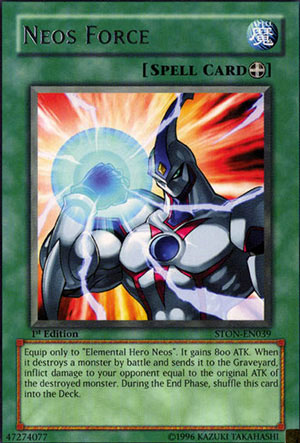 NEOS FORCE
魔
[SPELL CARD]
1st Edition
STON-EN039
Equip only to "Elemental Hero Neos". It gains 800 ATK. When
it destroys a monster by battle and sends it to the Graveyard,
inflict damage to your opponent equal to the original ATK of
the destroyed monster. During the End Phase, shuffle this card
into the Deck.
47274077
©1996 KAZUKI TAKAHASHI